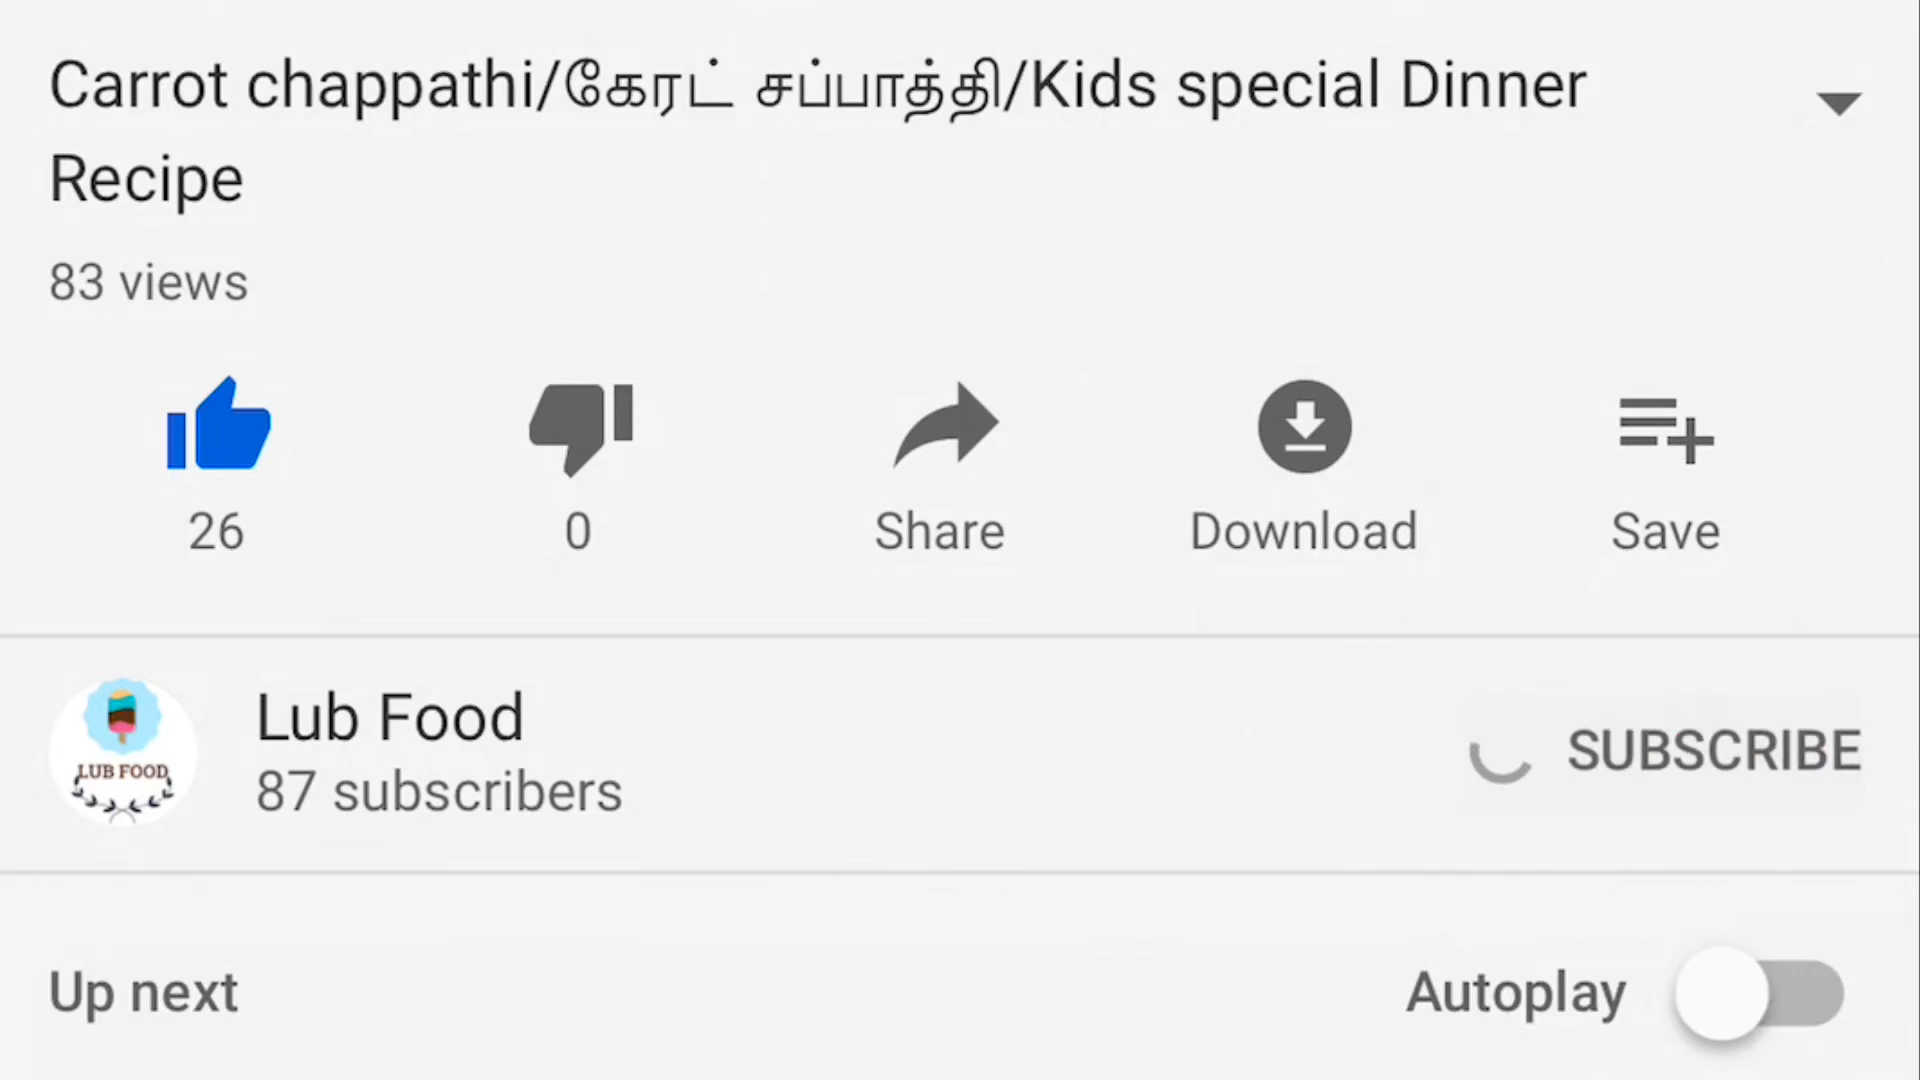 Carrot chappathi/கேரட் சப்பாத்தி/Kids special Dinner
Recipe
83 views
26
0
Share
Download
Save
LUB FOOD
Lub Food
87 subscribers
SUBSCRIBE
Up next
Autoplay